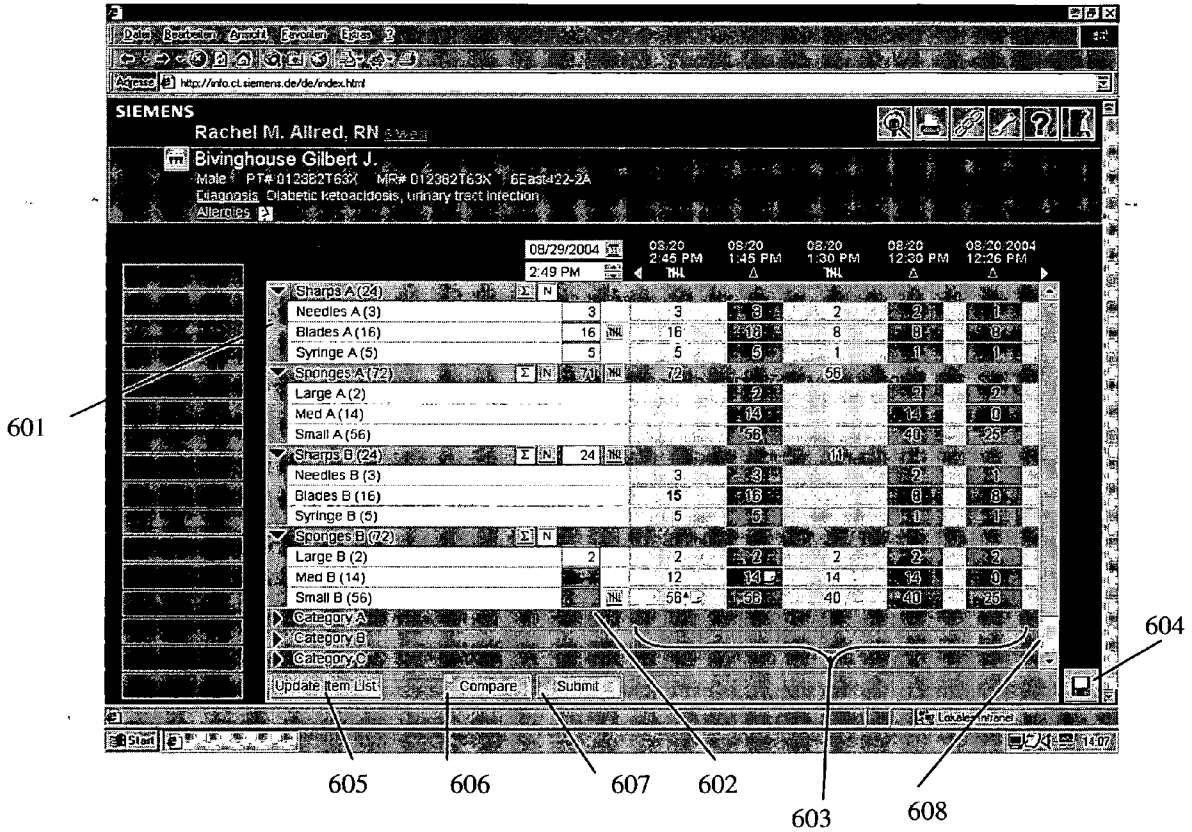 Datei Bearbeiten Ansicht Favoriten Extras ?
Adresse http://info.ct.siemens.de/de/index.html
SIEMENS
Rachel M. Allred, RN 6 West
Bivinghouse Gilbert J.
Male PT# 012382T63X MR# 012382T63X 6East422-2A
Diagnosis Diabetic ketoacidosis, urinary tract infection
Allergies
08/29/2004 08/20 08/20 08/20 08/20 08/20.2004
2:49 PM 2:45 PM 1:45 PM 1:30 PM 12:30 PM 12:26 PM
Sharps A (24) Σ N
Needles A (3) 3 3 3 2 2 1
Blades A (16) 16 16 16 8 8 8
Syringe A (5) 5 5 5 1 1 1
Sponges A (72) Σ N 71 72 56
Large A (2) 2 2 2
Med A (14) 14 14 0
Small A (56) 56 40 25
Sharps B (24) Σ N 24 11
Needles B (3) 3 3 2 1
Blades B (16) 15 16 8 8
Syringe B (5) 5 5 1 1
Sponges B (72) Σ N
Large B (2) 2 2 2 2 2 2
Med B (14) 12 14 14 14 0
Small B (56) 56 56 40 40 25
Category A
Category B
Category C
Update Item List Compare Submit
Lokales Intranet
Start 14:07
601
604
605 606 607 602 603 608